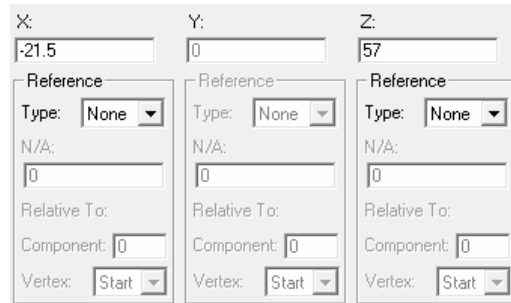 X: Y: Z:
-21.5 0 57
Reference Reference Reference
Type: None Type: None Type: None
N/A: N/A: N/A:
0 0 0
Relative To: Relative To: Relative To:
Component: 0 Component: 0 Component: 0
Vertex: Start Vertex: Start Vertex: Start